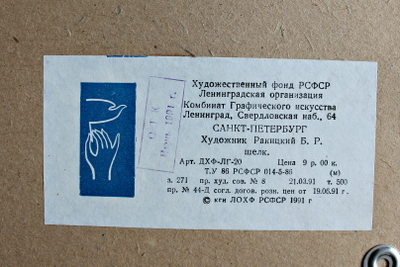 Художественный фонд РСФСР
Ленинградская организация
Комбинат Графического искусства
Ленинград, Свердловская наб., 64
САНКТ-ПЕТЕРБУРГ
Художник Ракицкий Б. Р.
шелк.
Арт. ДХФ-ЛГ-20 Цена 9 р. 00 к.
Т.У 86 РСФСР 014-5-86 (м)
з. 271 пр. худ. сов. № 8 21.03.91 т. 500
пр. № 44-Д согл. догов. розн. цен от 19.06.91 г.
© кги ЛОХФ РСФСР 1991 г
ОТК
1991 г.